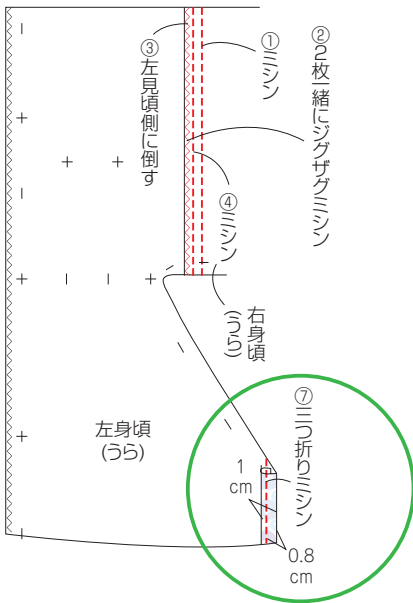 ①ミシン
②2枚一緒にジグザグミシン
③左見頃側に倒す
④ミシン
右身頃
(うら)
左身頃
(うら)
⑦三つ折りミシン
1
cm
0.8
cm